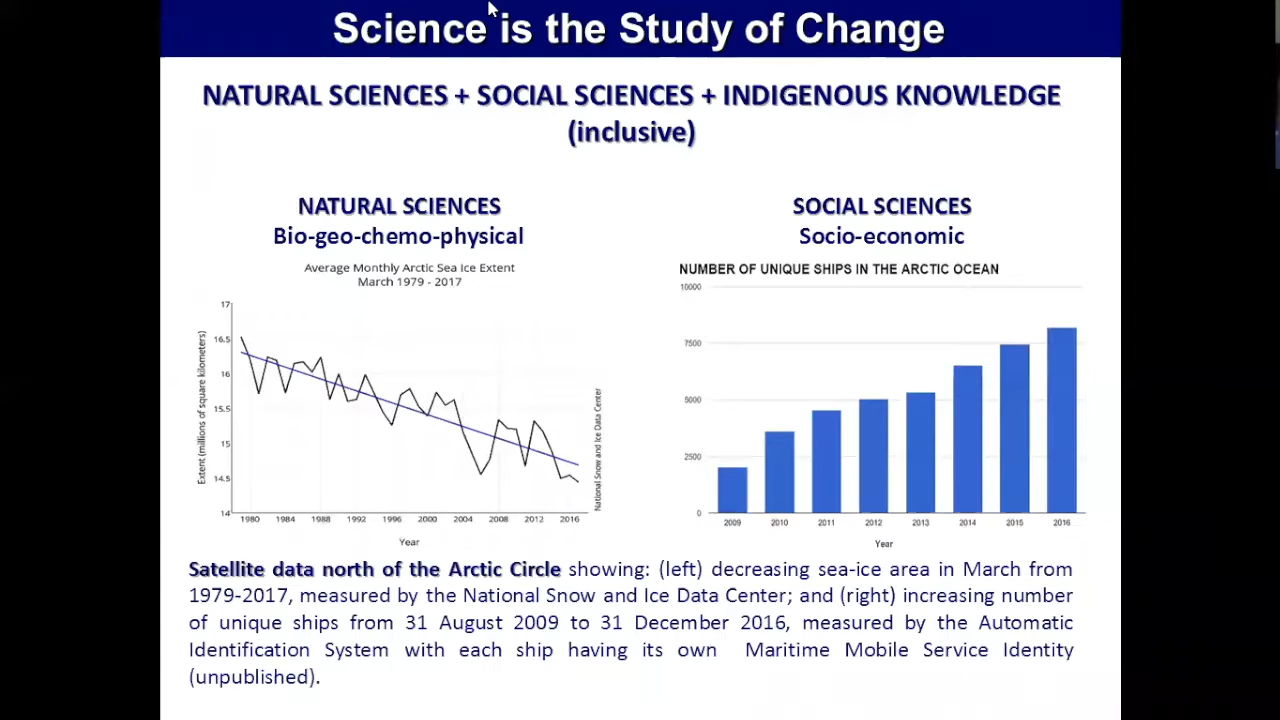 Science is the Study of Change
NATURAL SCIENCES + SOCIAL SCIENCES + INDIGENOUS KNOWLEDGE
(inclusive)
NATURAL SCIENCES
Bio-geo-chemo-physical
Average Monthly Arctic Sea Ice Extent
March 1979 - 2017
17
16.5
16
15.5
15
14.5
14
Extent (millions of square kilometers)
1980 1984 1988 1992 1996 2000 2004 2008 2012 2016
Year
National Snow and Ice Data Center
SOCIAL SCIENCES
Socio-economic
NUMBER OF UNIQUE SHIPS IN THE ARCTIC OCEAN
10000
7500
5000
2500
0
2009 2010 2011 2012 2013 2014 2015 2016
Year
Satellite data north of the Arctic Circle showing: (left) decreasing sea-ice area in March from
1979-2017, measured by the National Snow and Ice Data Center; and (right) increasing number
of unique ships from 31 August 2009 to 31 December 2016, measured by the Automatic
Identification System with each ship having its own Maritime Mobile Service Identity
(unpublished).